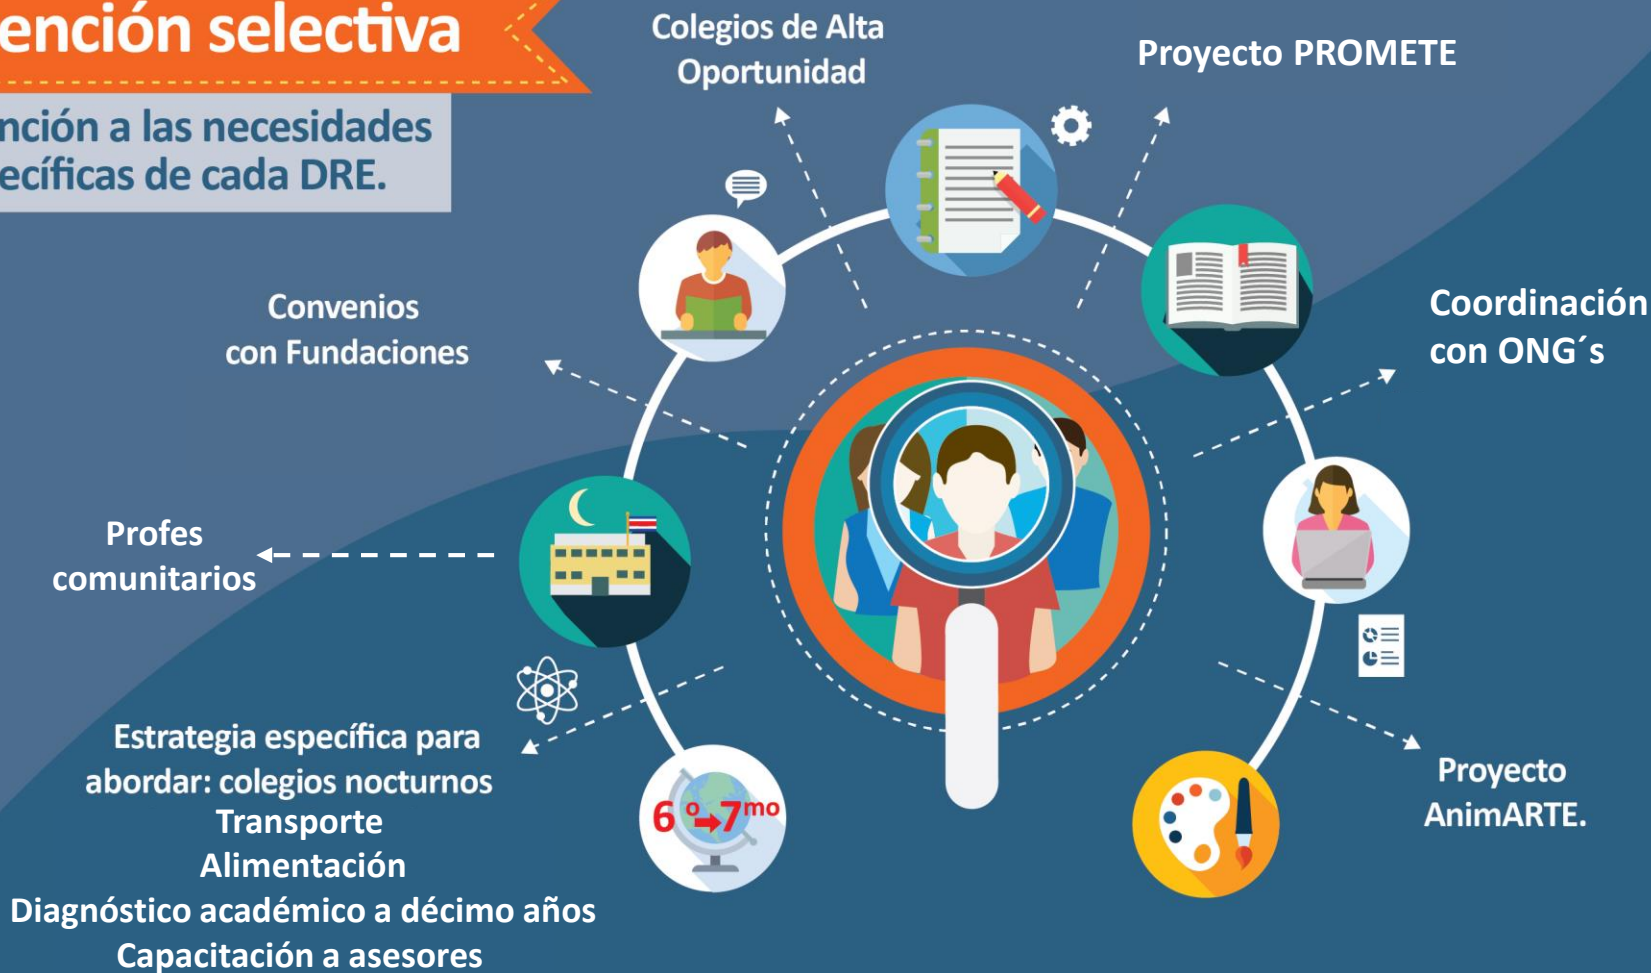 ención selectiva
nción a las necesidades
ecíficas de cada DRE.
Colegios de Alta
Oportunidad
Proyecto PROMETE
Convenios
con Fundaciones
Coordinación
con ONG´s
Profes
comunitarios
Estrategia específica para
abordar: colegios nocturnos
Transporte
Alimentación
Diagnóstico académico a décimo años
Capacitación a asesores
6 º 7mo
Proyecto
AnimARTE.